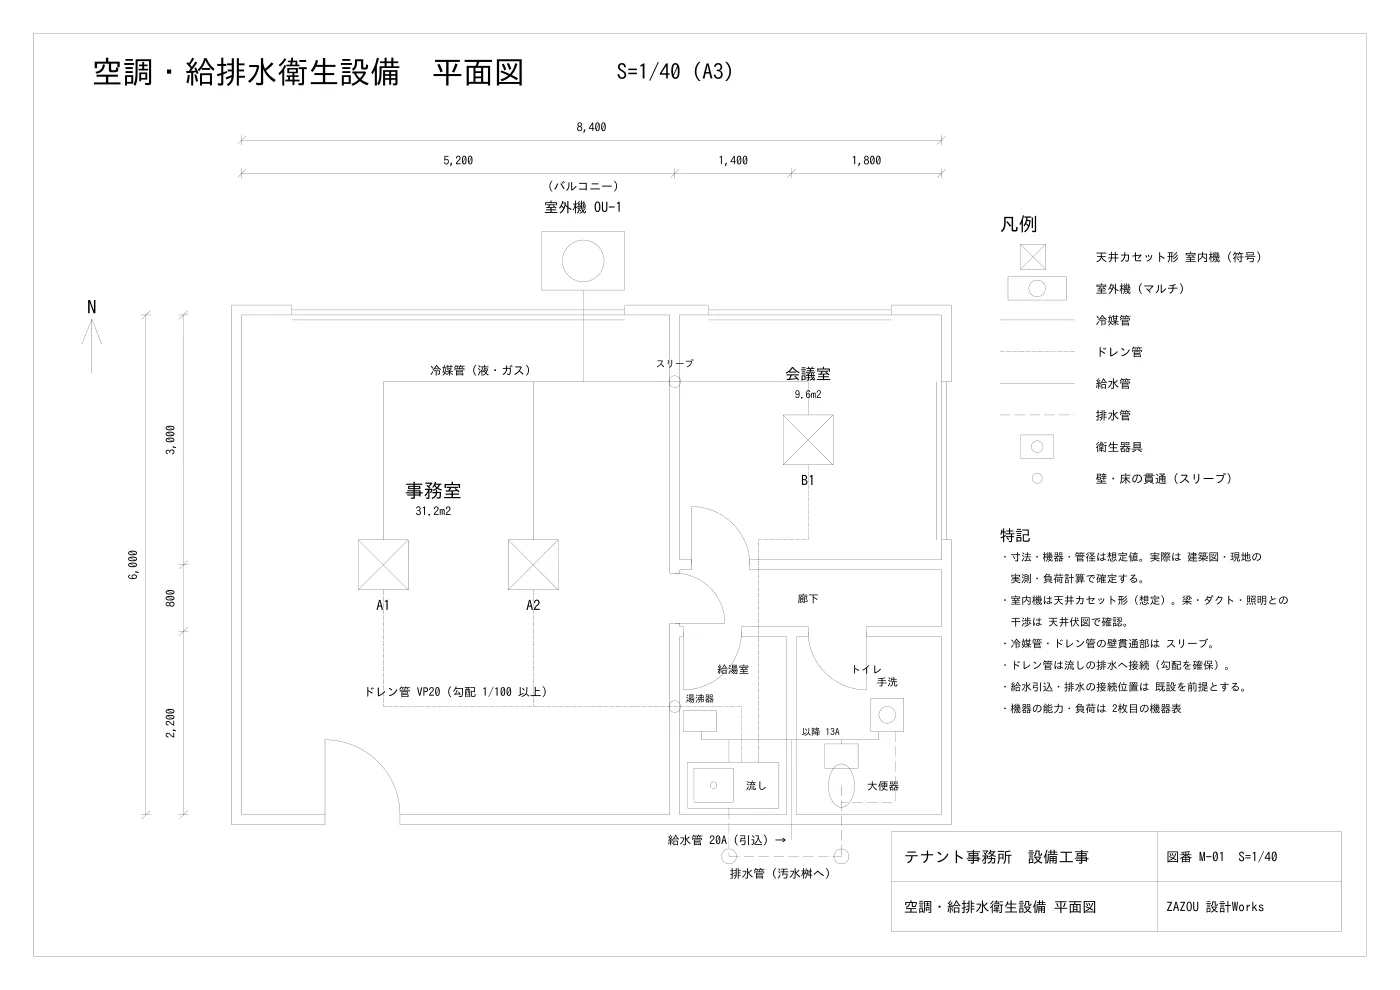 空調・給排水衛生設備　平面図
S=1/40（A3）
8,400
5,200
1,400
1,800
（バルコニー）
室外機 OU-1
N
冷媒管（液・ガス）
スリーブ
会議室
9.6m2
3,000
B1
事務室
31.2m2
6,000
A1
A2
800
廊下
給湯室
トイレ
手洗
ドレン管 VP20（勾配 1/100 以上）
湯沸器
2,200
以降 13A
流し
大便器
給水管 20A（引込）→
排水管（汚水桝へ）
凡例
天井カセット形 室内機（符号）
室外機（マルチ）
冷媒管
ドレン管
給水管
排水管
衛生器具
壁・床の貫通（スリーブ）
特記
・寸法・機器・管径は想定値。実際は 建築図・現地の
実測・負荷計算で確定する。
・室内機は天井カセット形（想定）。梁・ダクト・照明との
干渉は 天井伏図で確認。
・冷媒管・ドレン管の壁貫通部は スリーブ。
・ドレン管は流しの排水へ接続（勾配を確保）。
・給水引込・排水の接続位置は 既設を前提とする。
・機器の能力・負荷は 2枚目の機器表
テナント事務所　設備工事
図番 M-01　S=1/40
空調・給排水衛生設備 平面図
ZAZOU 設計Works